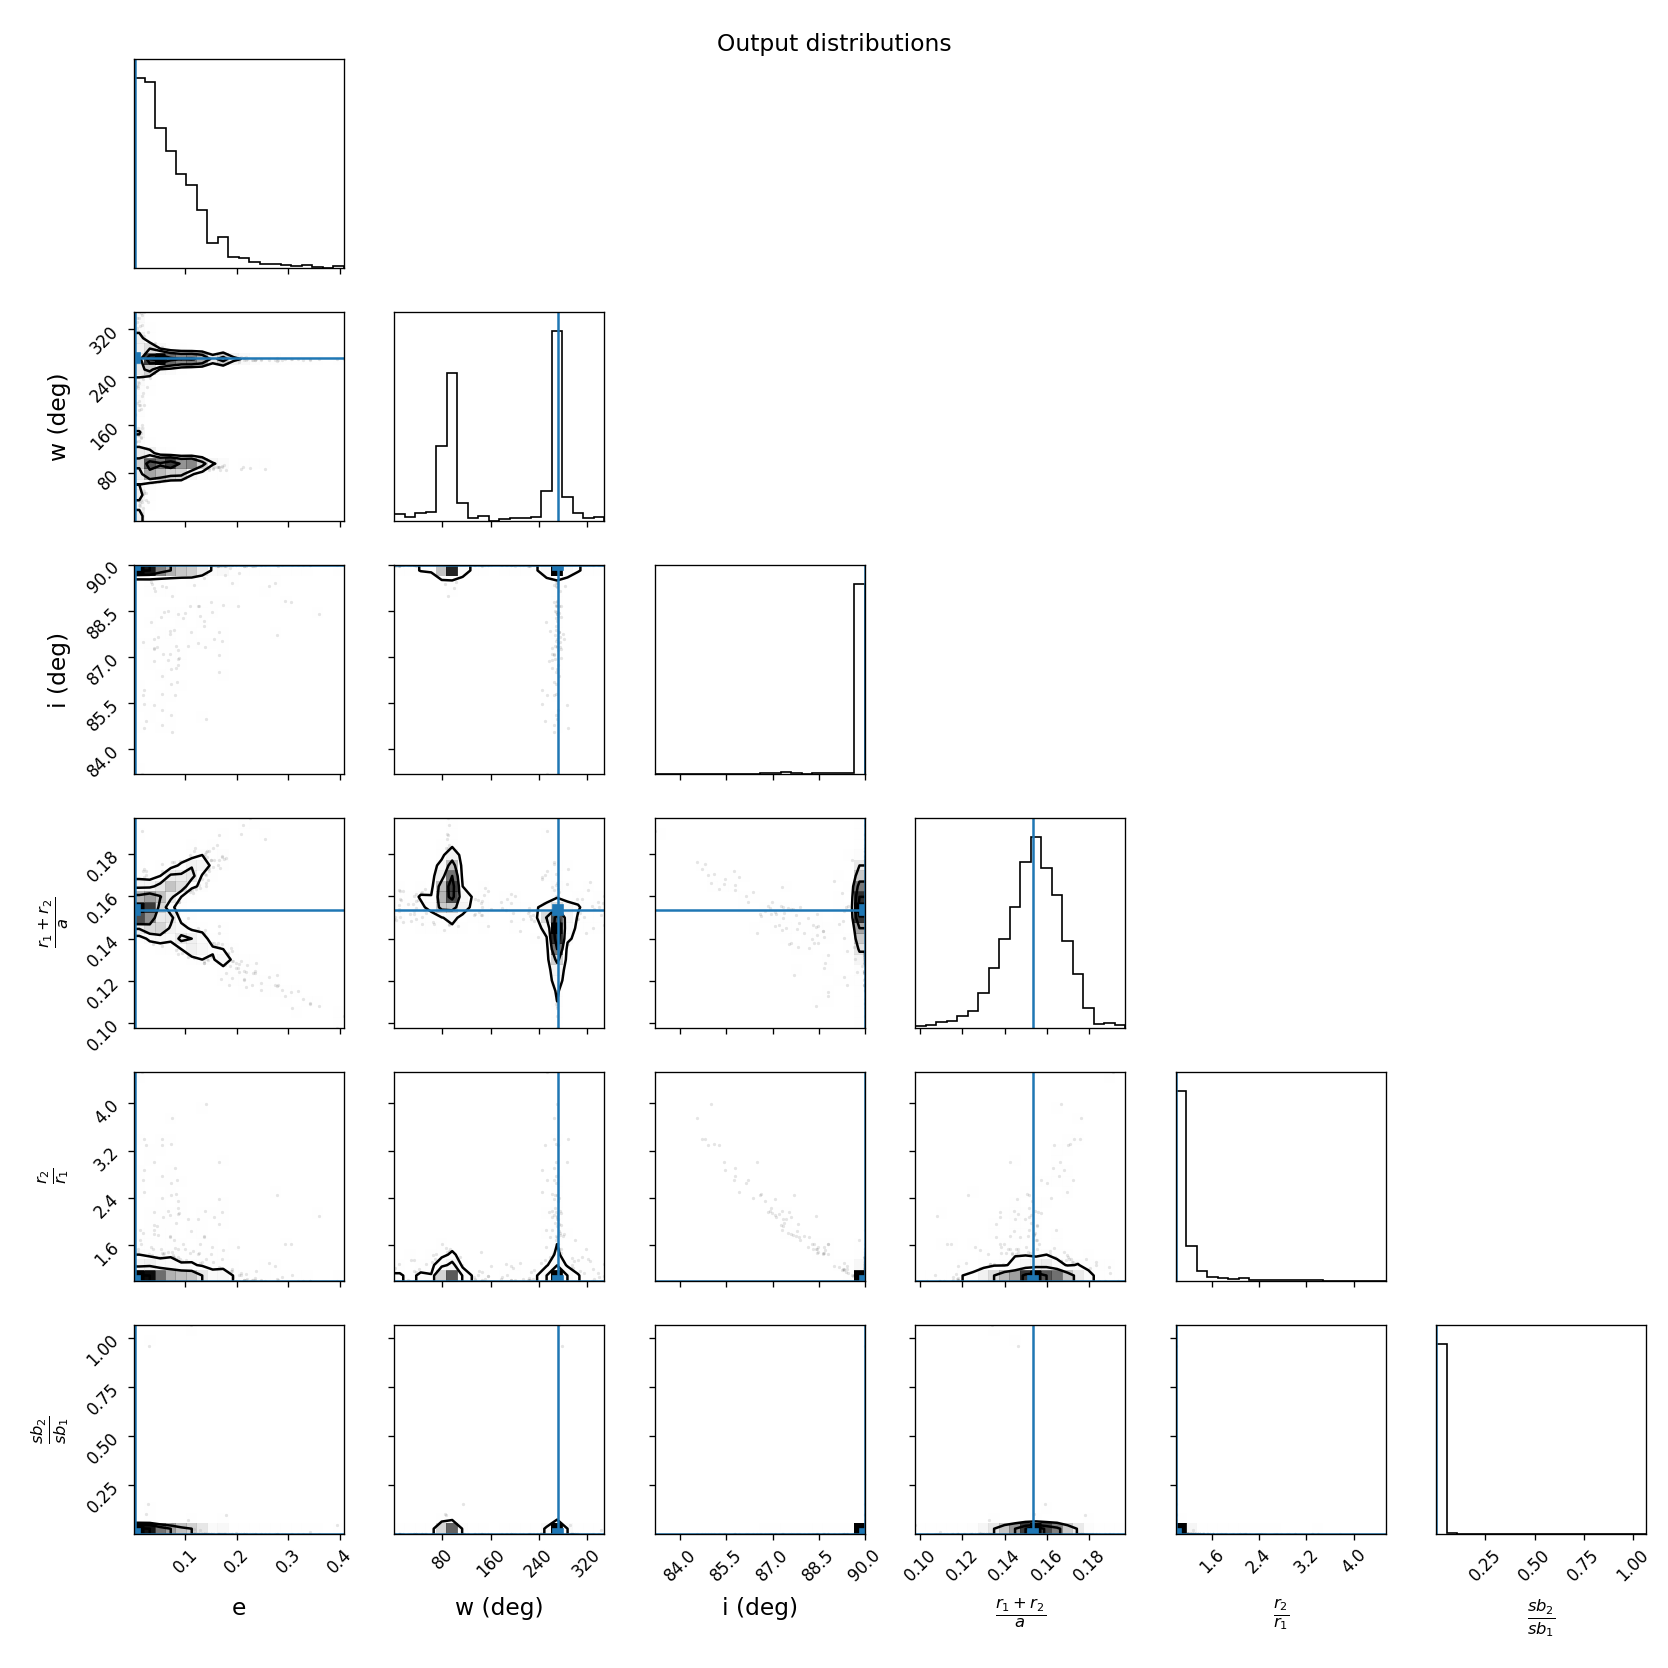 Output distributions
w (deg)
320
240
160
80
i (deg)
90.0
88.5
87.0
85.5
84.0
r₁ + r₂
a
0.18
0.16
0.14
0.12
0.10
r₂
r₁
4.0
3.2
2.4
1.6
sb₂
sb₁
1.00
0.75
0.50
0.25
0.1 0.2 0.3 0.4 80 160 240 320 84.0 85.5 87.0 88.5 90.0 0.10 0.12 0.14 0.16 0.18 1.6 2.4 3.2 4.0 0.25 0.50 0.75 1.00
e w (deg) i (deg) r₁ + r₂ r₂ sb₂
a r₁ sb₁